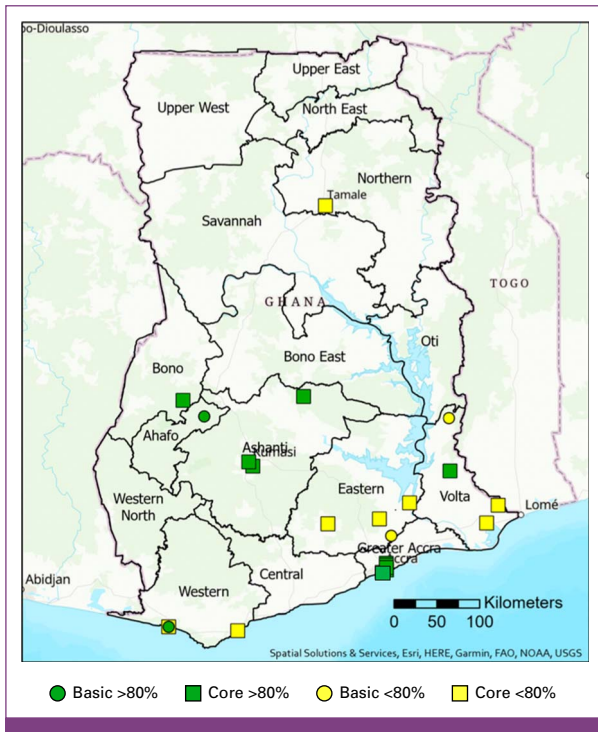 bo-Dioulasso
Upper East
Upper West
North East
Northern
Tamale
Savannah
TOGO
GHANA
Oti
Bono East
Bono
Ahafo
Ashanti
Kumasi
Eastern
Volta
Western
North
Lomé
Greater Accra
Accra
Central
Abidjan
Western
Kilometers
0 50 100
Spatial Solutions & Services, Esri, HERE, Garmin, FAO, NOAA, USGS
Basic >80% Core >80% Basic <80% Core <80%